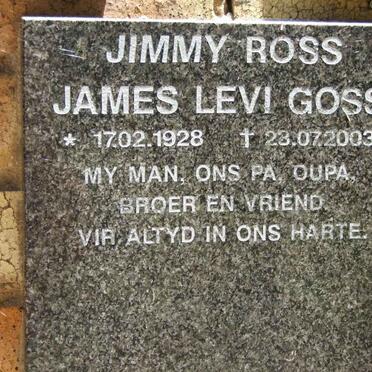 JIMMY ROSS
JAMES LEVI GOSS
* 17.02.1928 † 23.07.2003
MY MAN, ONS PA, OUPA,
BROER EN VRIEND.
VIR ALTYD IN ONS HARTE.